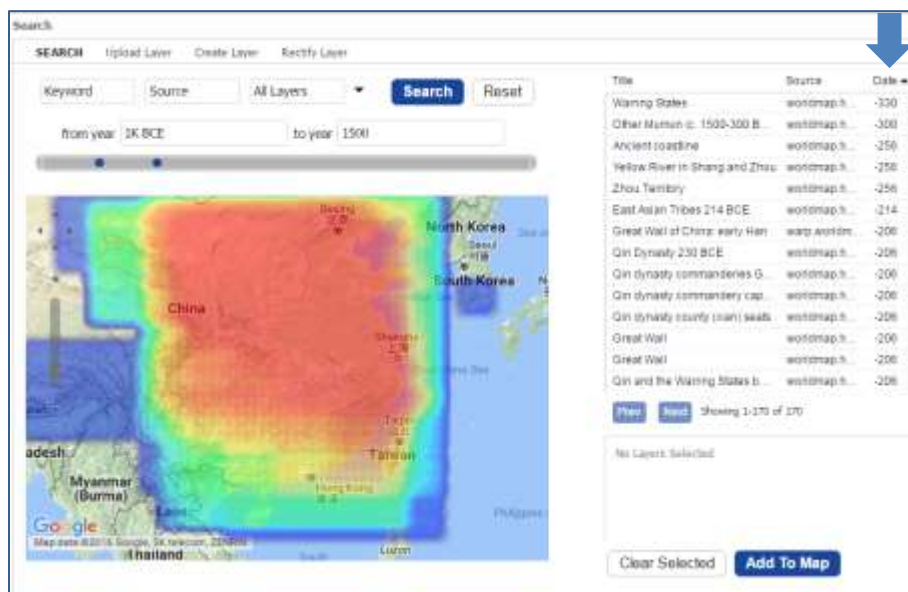 Search
SEARCH Upload Layer Create Layer Rectify Layer
Keyword Source All Layers Search Reset
from year 1K BCE to year 1500
Title Source Date
Warring States worldmap.h... -330
Other Mumun (c. 1500-300 B... worldmap.h... -300
Ancient coastline worldmap.h... -256
Yellow River in Shang and Zhou worldmap.h... -256
Zhou Territory worldmap.h... -256
East Asian Tribes 214 BCE worldmap.h... -214
Great Wall of China: early Han warp.worldm... -206
Qin Dynasty 230 BCE worldmap.h... -206
Qin dynasty commanderies G... worldmap.h... -206
Qin dynasty commandery cap... worldmap.h... -206
Qin dynasty county (xian) seats worldmap.h... -206
Great Wall worldmap.h... -206
Great Wall worldmap.h... -206
Qin and the Warring States b... worldmap.h... -206
Prev Next Showing 1-170 of 170
No Layers Selected
Clear Selected Add To Map
Beijing
North Korea
Seoul
South Korea
China
Shanghai
Taipei
Taiwan
Hong Kong
adesh
Myanmar
(Burma)
Laos
Google
Map data ©2016 Google, SK telecom, ZENRIN
Thailand
Luzon
Philippine